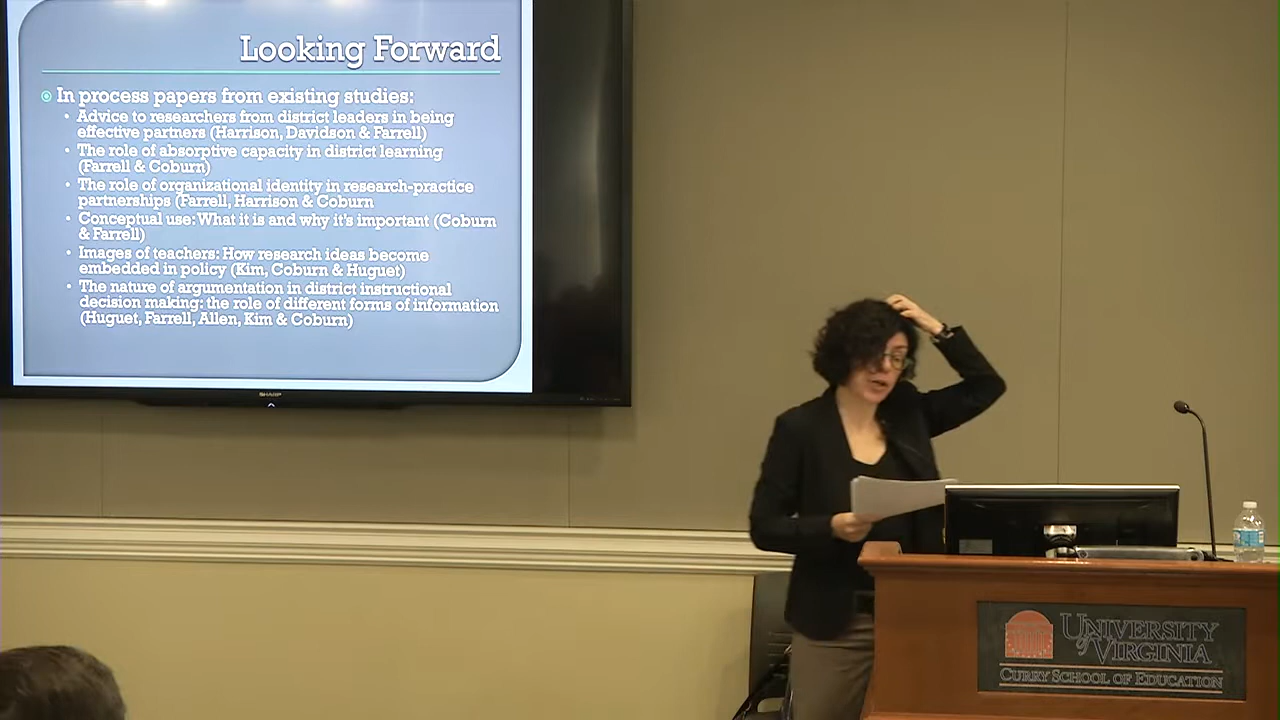 Looking Forward
In process papers from existing studies:
Advice to researchers from district leaders in being
effective partners (Harrison, Davidson & Farrell)
The role of absorptive capacity in district learning
(Farrell & Coburn)
The role of organizational identity in research-practice
partnerships (Farrell, Harrison & Coburn
Conceptual use: What it is and why it's important (Coburn
& Farrell)
Images of teachers: How research ideas become
embedded in policy (Kim, Coburn & Huguet)
The nature of argumentation in district instructional
decision making: the role of different forms of information
(Huguet, Farrell, Allen, Kim & Coburn)
SHARP
UNIVERSITY
of VIRGINIA
CURRY SCHOOL OF EDUCATION